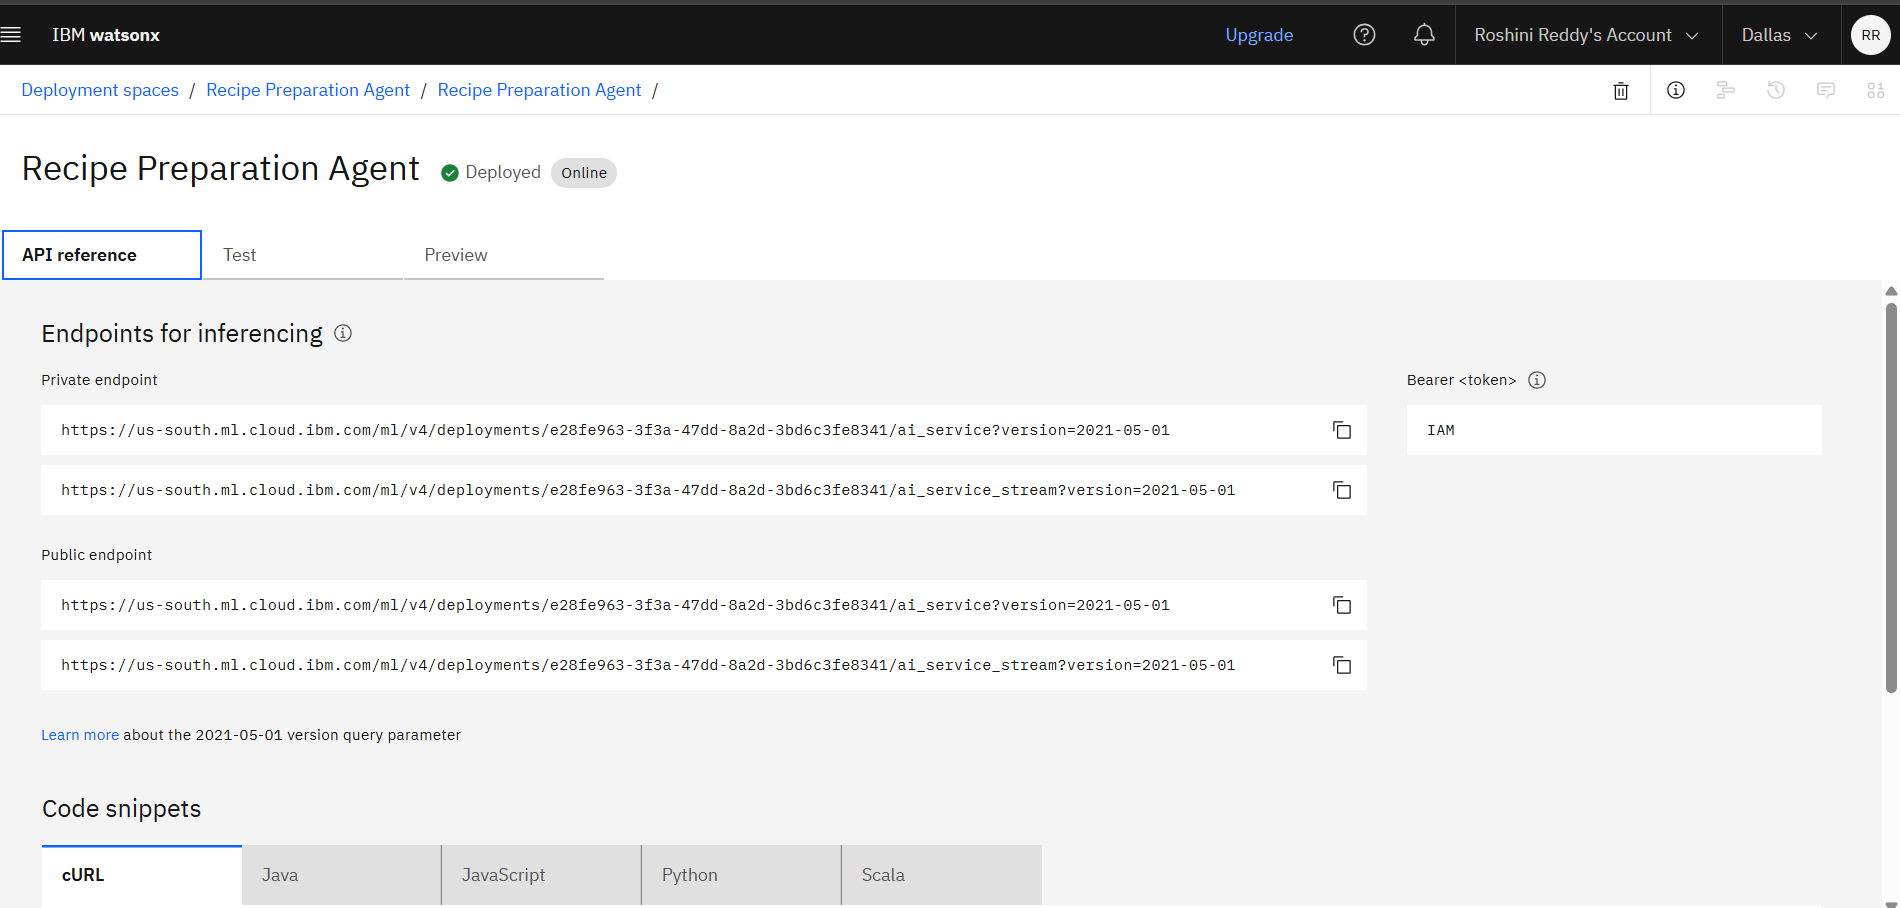 IBM watsonx Upgrade Roshini Reddy's Account Dallas RR
Deployment spaces / Recipe Preparation Agent / Recipe Preparation Agent /
Recipe Preparation Agent Deployed Online
API reference Test Preview
Endpoints for inferencing
Private endpoint Bearer <token>
https://us-south.ml.cloud.ibm.com/ml/v4/deployments/e28fe963-3f3a-47dd-8a2d-3bd6c3fe8341/ai_service?version=2021-05-01 IAM
https://us-south.ml.cloud.ibm.com/ml/v4/deployments/e28fe963-3f3a-47dd-8a2d-3bd6c3fe8341/ai_service_stream?version=2021-05-01
Public endpoint
https://us-south.ml.cloud.ibm.com/ml/v4/deployments/e28fe963-3f3a-47dd-8a2d-3bd6c3fe8341/ai_service?version=2021-05-01
https://us-south.ml.cloud.ibm.com/ml/v4/deployments/e28fe963-3f3a-47dd-8a2d-3bd6c3fe8341/ai_service_stream?version=2021-05-01
Learn more about the 2021-05-01 version query parameter
Code snippets
cURL Java JavaScript Python Scala